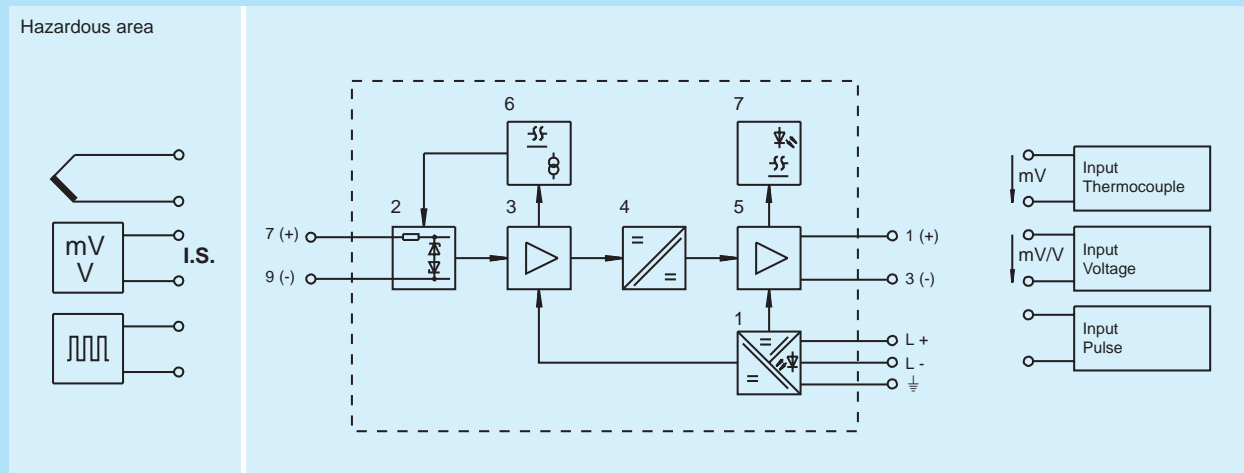 Hazardous area
6
7
mV
Input
Thermocouple
2
3
4
5
7 (+)
mV
V
I.S.
1 (+)
mV/V
Input
Voltage
9 (-)
3 (-)
1
L +
Input
Pulse
L -